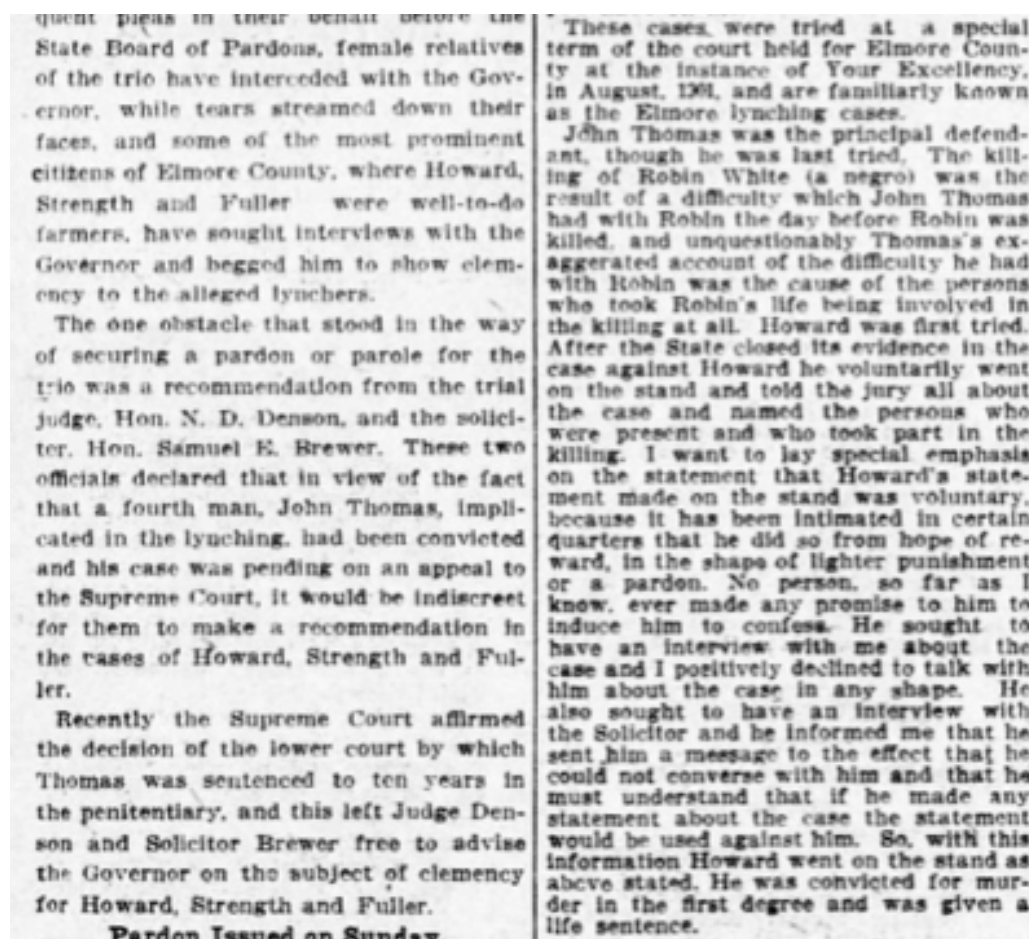 quent pleas in their behalf before the
State Board of Pardons, female relatives
of the trio have interceded with the Gov-
ernor, while tears streamed down their
faces, and some of the most prominent
citizens of Elmore County, where Howard,
Strength and Fuller were well-to-do
farmers, have sought interviews with the
Governor and begged him to show clem-
ency to the alleged lynchers.
The one obstacle that stood in the way
of securing a pardon or parole for the
trio was a recommendation from the trial
judge, Hon. N. D. Denson, and the solici-
ter, Hon. Samuel E. Brewer. These two
officials declared that in view of the fact
that a fourth man, John Thomas, impli-
cated in the lynching, had been convicted
and his case was pending on an appeal to
the Supreme Court, it would be indiscreet
for them to make a recommendation in
the cases of Howard, Strength and Ful-
ler.
Recently the Supreme Court affirmed
the decision of the lower court by which
Thomas was sentenced to ten years in
the penitentiary, and this left Judge Den-
son and Solicitor Brewer free to advise
the Governor on the subject of clemency
for Howard, Strength and Fuller.
Pardon Issued on Sunday
These cases were tried at a special
term of the court held for Elmore Coun-
ty at the instance of Your Excellency,
in August, 1901, and are familiarly known
as the Elmore lynching cases.
John Thomas was the principal defend-
ant, though he was last tried. The kill-
ing of Robin White (a negro) was the
result of a difficulty which John Thomas
had with Robin the day before Robin was
killed, and unquestionably Thomas's ex-
aggerated account of the difficulty he had
with Robin was the cause of the persons
who took Robin's life being involved in
the killing at all. Howard was first tried.
After the State closed its evidence in the
case against Howard he voluntarily went
on the stand and told the jury all about
the case and named the persons who
were present and who took part in the
killing. I want to lay special emphasis
on the statement that Howard's state-
ment made on the stand was voluntary,
because it has been intimated in certain
quarters that he did so from hope of re-
ward, in the shape of lighter punishment
or a pardon. No person, so far as I
know, ever made any promise to him to
induce him to confess. He sought to
have an interview with me about the
case and I positively declined to talk with
him about the case in any shape. He
also sought to have an interview with
the Solicitor and he informed me that he
sent him a message to the effect that he
could not converse with him and that he
must understand that if he made any
statement about the case the statement
would be used against him. So, with this
information Howard went on the stand as
above stated. He was convicted for mur-
der in the first degree and was given a
life sentence.